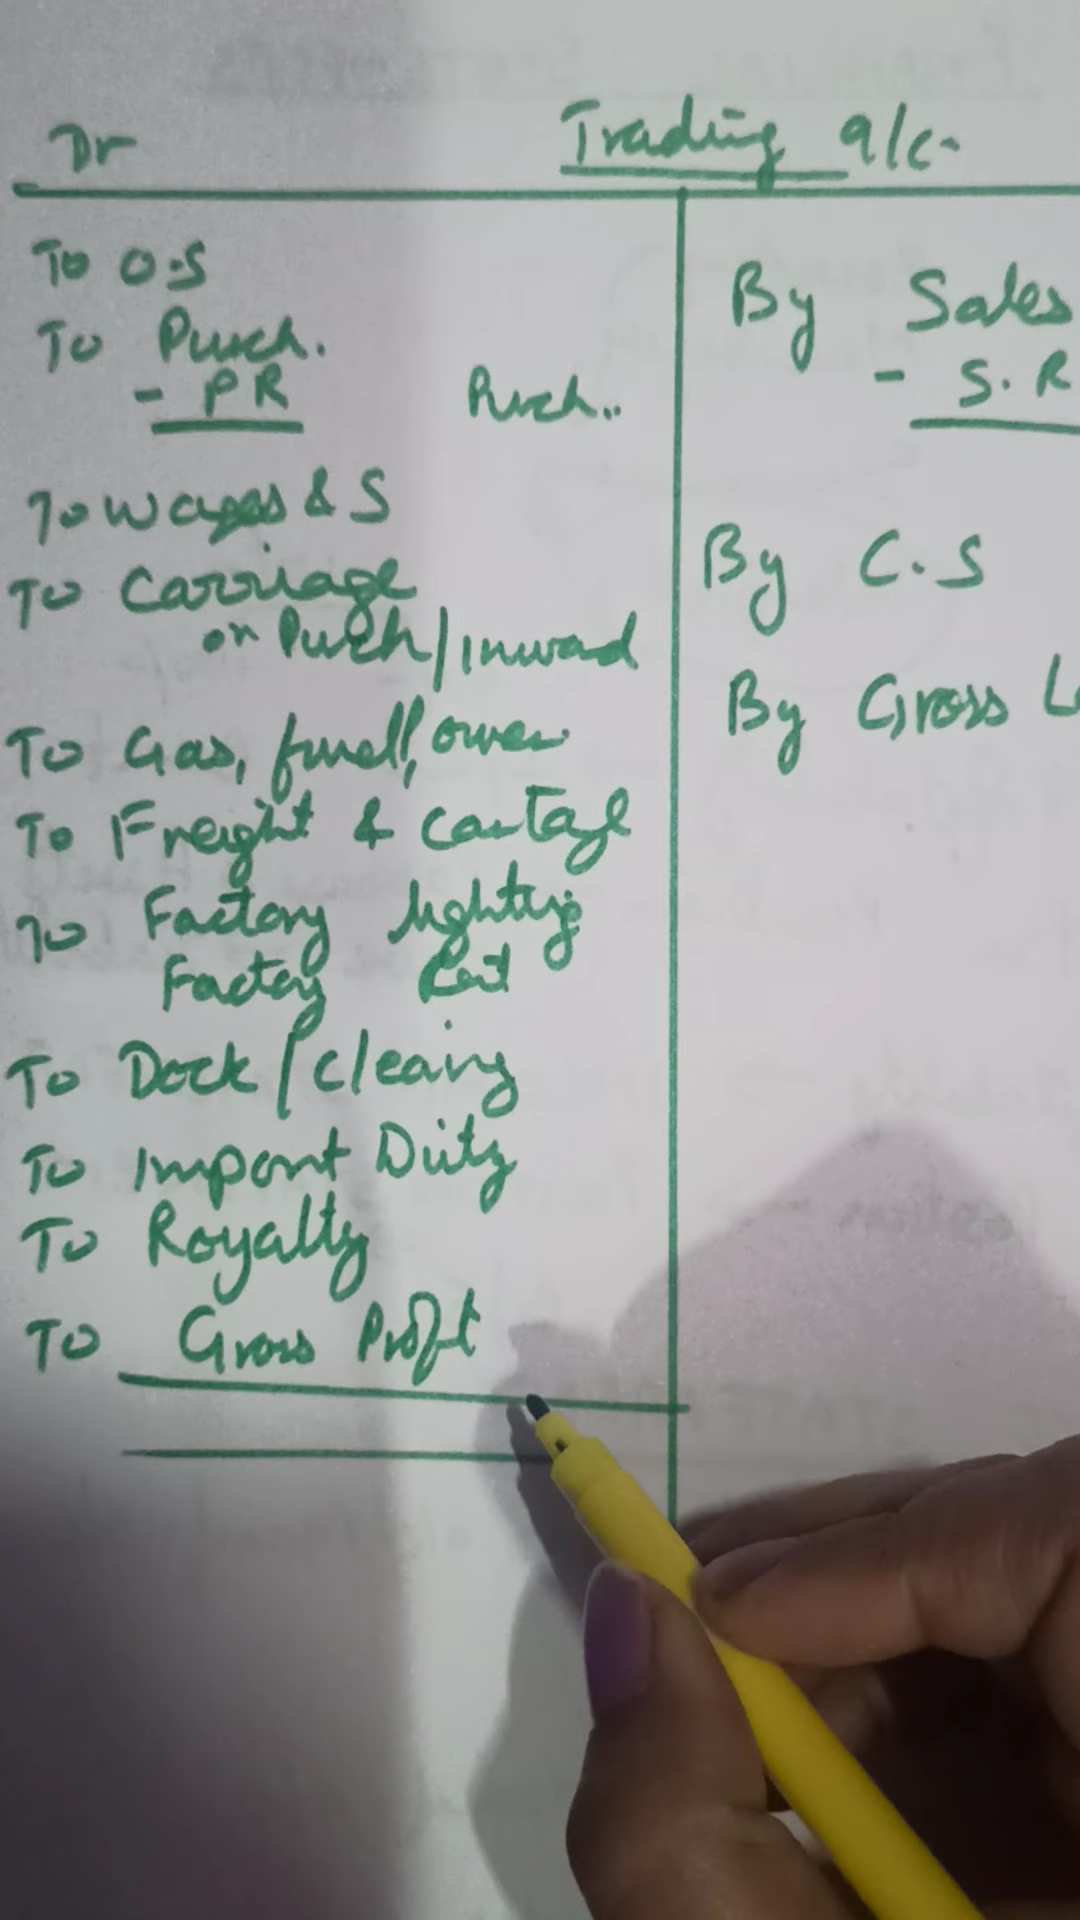 Dr
Trading a/c.
To O.S
To Purch.
- PR
Purch..
To Wages & S
To Carriage
on Purch/Inward
To Gas, fuel, Power
To Freight & Cartage
To Factory lighting
Factory Rent
To Dock / Clearing
To Import Duty
To Royalty
To Gross Profit
By Sales
- S.R
By C.S
By Gross